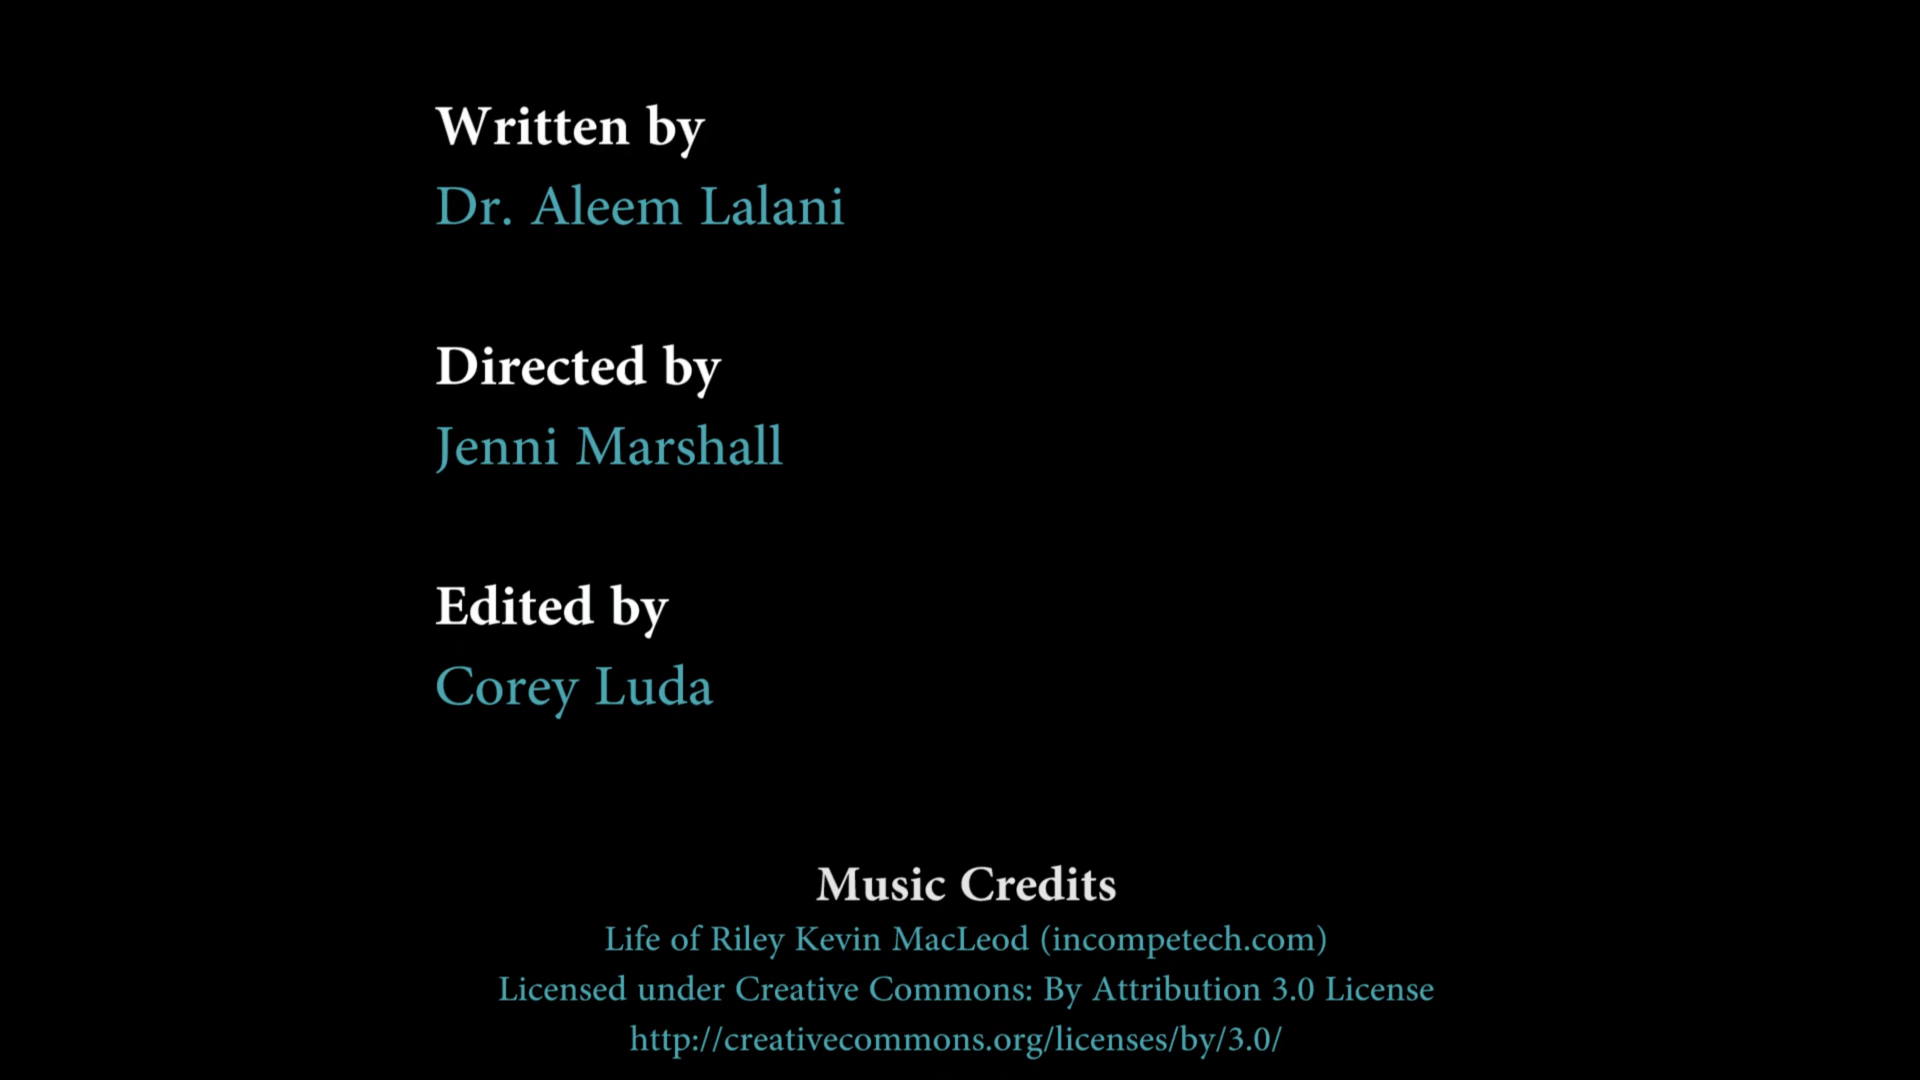 Written by
Dr. Aleem Lalani
Directed by
Jenni Marshall
Edited by
Corey Luda
Music Credits
Life of Riley Kevin MacLeod (incompetech.com)
Licensed under Creative Commons: By Attribution 3.0 License
http://creativecommons.org/licenses/by/3.0/